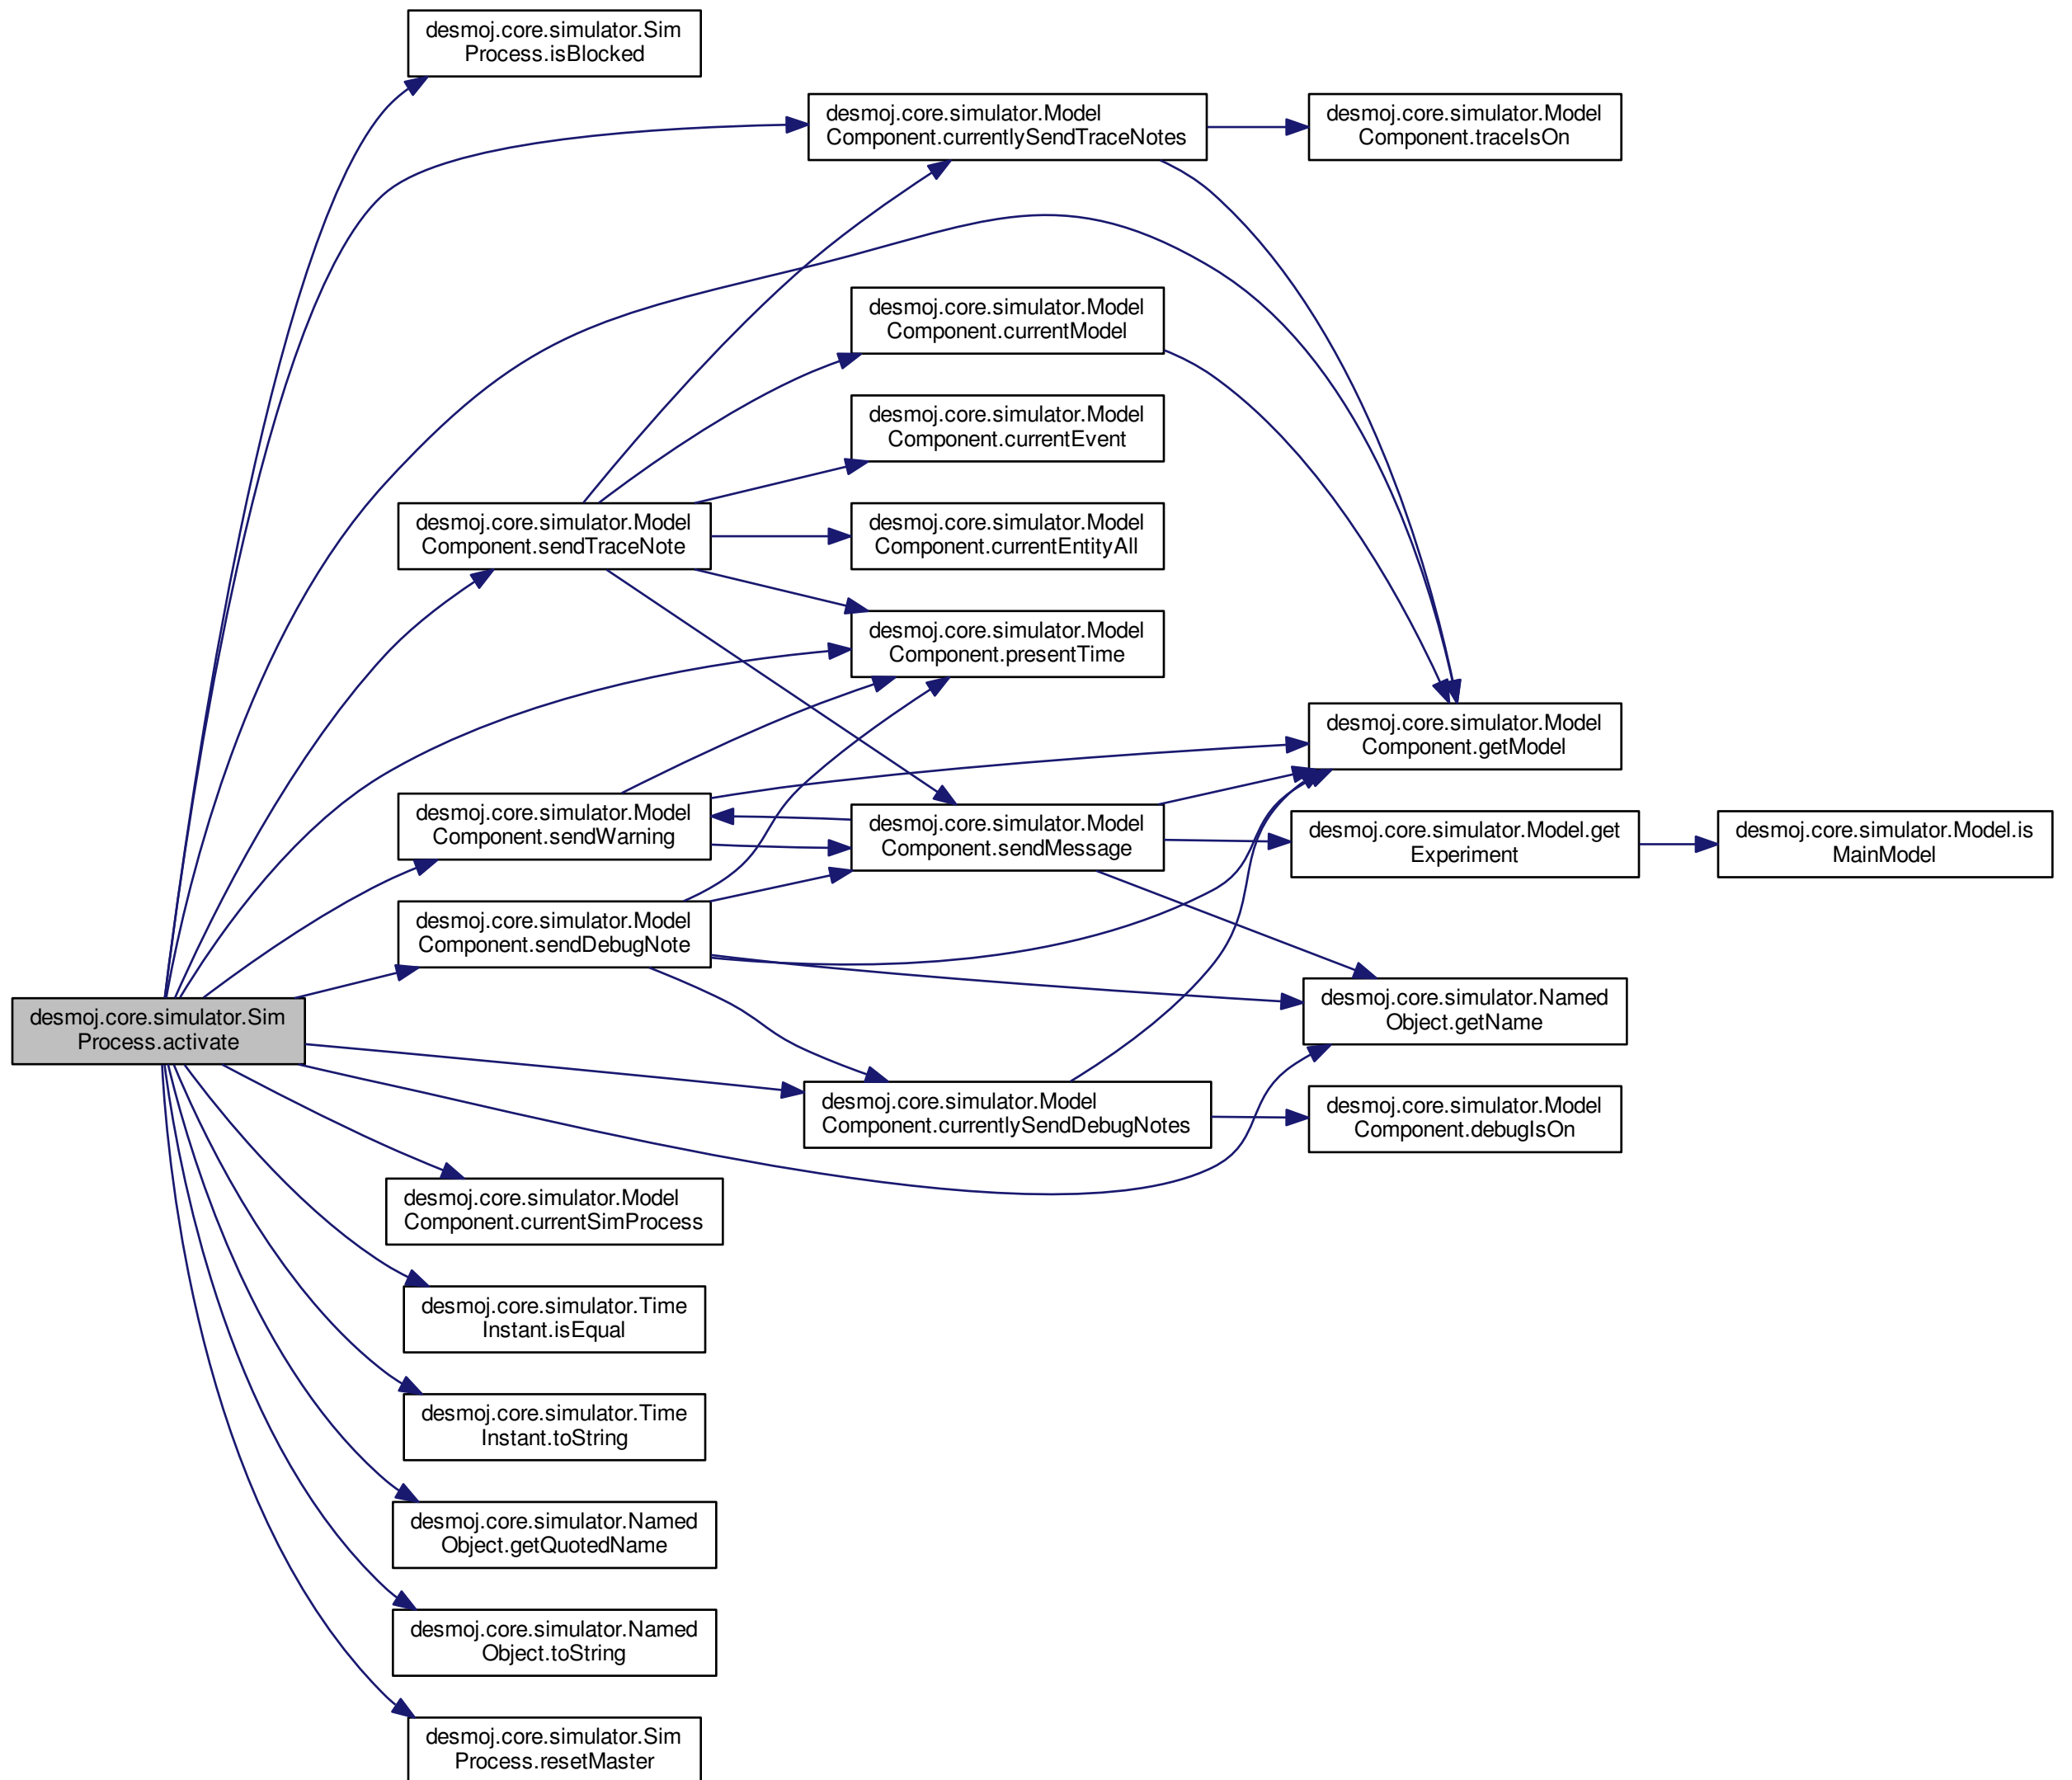 desmoj.core.simulator.Sim
Process.isBlocked
desmoj.core.simulator.Model
Component.currentlySendTraceNotes
desmoj.core.simulator.Model
Component.traceIsOn
desmoj.core.simulator.Model
Component.currentModel
desmoj.core.simulator.Model
Component.currentEvent
desmoj.core.simulator.Model
Component.sendTraceNote
desmoj.core.simulator.Model
Component.currentEntityAll
desmoj.core.simulator.Model
Component.presentTime
desmoj.core.simulator.Model
Component.getModel
desmoj.core.simulator.Model
Component.sendWarning
desmoj.core.simulator.Model
Component.sendMessage
desmoj.core.simulator.Model.get
Experiment
desmoj.core.simulator.Model.is
MainModel
desmoj.core.simulator.Model
Component.sendDebugNote
desmoj.core.simulator.Named
Object.getName
desmoj.core.simulator.Sim
Process.activate
desmoj.core.simulator.Model
Component.currentlySendDebugNotes
desmoj.core.simulator.Model
Component.debugIsOn
desmoj.core.simulator.Model
Component.currentSimProcess
desmoj.core.simulator.Time
Instant.isEqual
desmoj.core.simulator.Time
Instant.toString
desmoj.core.simulator.Named
Object.getQuotedName
desmoj.core.simulator.Named
Object.toString
desmoj.core.simulator.Sim
Process.resetMaster